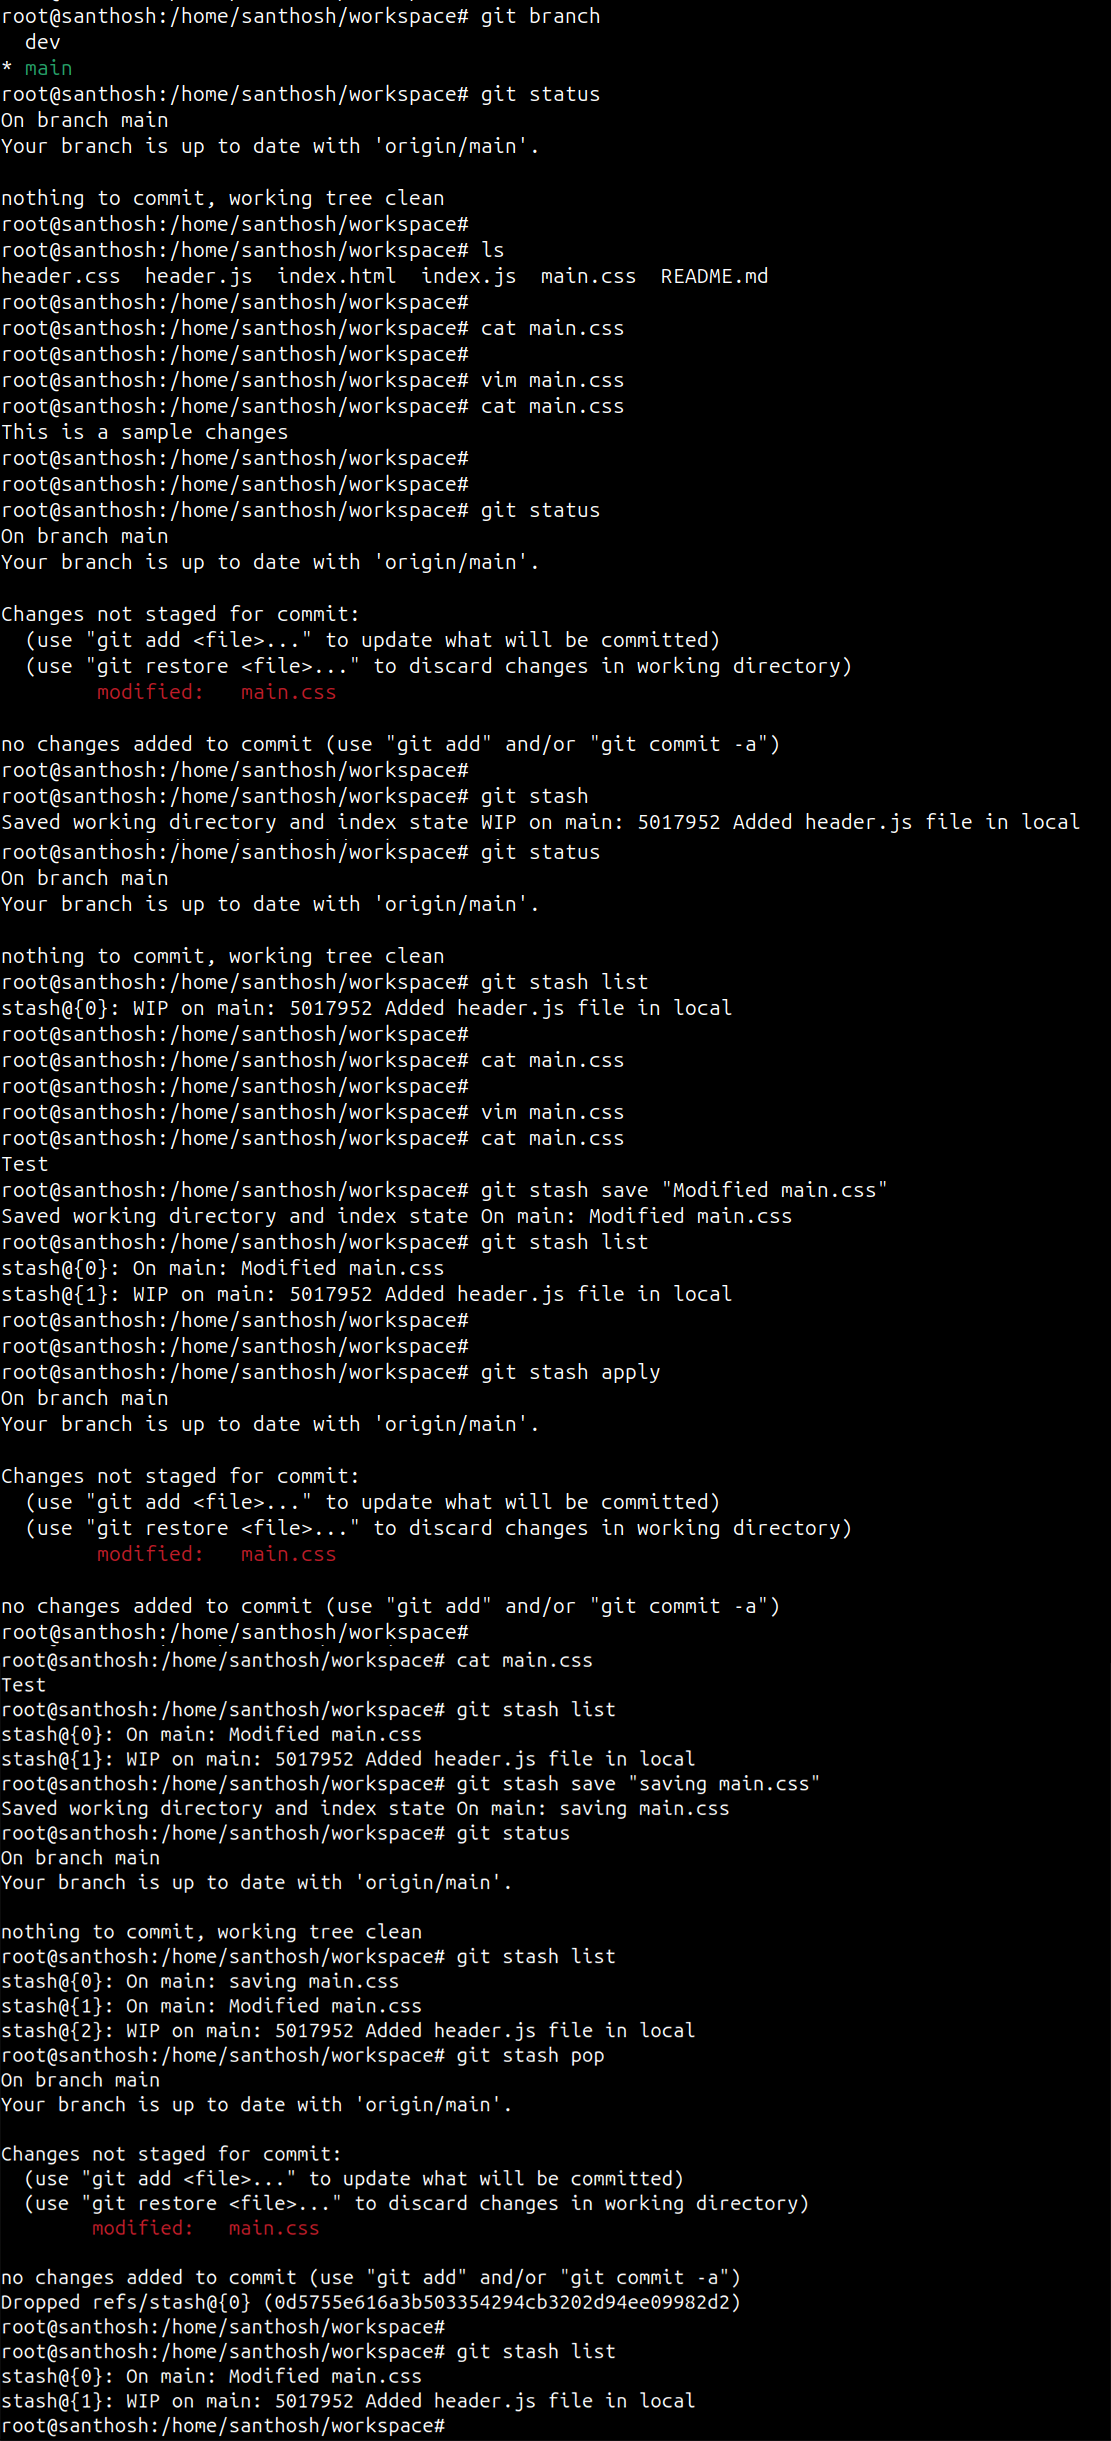 root@santhosh:/home/santhosh/workspace# git branch
  dev
* main
root@santhosh:/home/santhosh/workspace# git status
On branch main
Your branch is up to date with 'origin/main'.

nothing to commit, working tree clean
root@santhosh:/home/santhosh/workspace#
root@santhosh:/home/santhosh/workspace# ls
header.css  header.js  index.html  index.js  main.css  README.md
root@santhosh:/home/santhosh/workspace#
root@santhosh:/home/santhosh/workspace# cat main.css
root@santhosh:/home/santhosh/workspace#
root@santhosh:/home/santhosh/workspace# vim main.css
root@santhosh:/home/santhosh/workspace# cat main.css
This is a sample changes
root@santhosh:/home/santhosh/workspace#
root@santhosh:/home/santhosh/workspace#
root@santhosh:/home/santhosh/workspace# git status
On branch main
Your branch is up to date with 'origin/main'.

Changes not staged for commit:
  (use "git add <file>..." to update what will be committed)
  (use "git restore <file>..." to discard changes in working directory)
        modified:   main.css

no changes added to commit (use "git add" and/or "git commit -a")
root@santhosh:/home/santhosh/workspace#
root@santhosh:/home/santhosh/workspace# git stash
Saved working directory and index state WIP on main: 5017952 Added header.js file in local
root@santhosh:/home/santhosh/workspace# git status
On branch main
Your branch is up to date with 'origin/main'.

nothing to commit, working tree clean
root@santhosh:/home/santhosh/workspace# git stash list
stash@{0}: WIP on main: 5017952 Added header.js file in local
root@santhosh:/home/santhosh/workspace#
root@santhosh:/home/santhosh/workspace# cat main.css
root@santhosh:/home/santhosh/workspace#
root@santhosh:/home/santhosh/workspace# vim main.css
root@santhosh:/home/santhosh/workspace# cat main.css
Test
root@santhosh:/home/santhosh/workspace# git stash save "Modified main.css"
Saved working directory and index state On main: Modified main.css
root@santhosh:/home/santhosh/workspace# git stash list
stash@{0}: On main: Modified main.css
stash@{1}: WIP on main: 5017952 Added header.js file in local
root@santhosh:/home/santhosh/workspace#
root@santhosh:/home/santhosh/workspace#
root@santhosh:/home/santhosh/workspace# git stash apply
On branch main
Your branch is up to date with 'origin/main'.

Changes not staged for commit:
  (use "git add <file>..." to update what will be committed)
  (use "git restore <file>..." to discard changes in working directory)
        modified:   main.css

no changes added to commit (use "git add" and/or "git commit -a")
root@santhosh:/home/santhosh/workspace#
root@santhosh:/home/santhosh/workspace# cat main.css
Test
root@santhosh:/home/santhosh/workspace# git stash list
stash@{0}: On main: Modified main.css
stash@{1}: WIP on main: 5017952 Added header.js file in local
root@santhosh:/home/santhosh/workspace# git stash save "saving main.css"
Saved working directory and index state On main: saving main.css
root@santhosh:/home/santhosh/workspace# git status
On branch main
Your branch is up to date with 'origin/main'.

nothing to commit, working tree clean
root@santhosh:/home/santhosh/workspace# git stash list
stash@{0}: On main: saving main.css
stash@{1}: On main: Modified main.css
stash@{2}: WIP on main: 5017952 Added header.js file in local
root@santhosh:/home/santhosh/workspace# git stash pop
On branch main
Your branch is up to date with 'origin/main'.

Changes not staged for commit:
  (use "git add <file>..." to update what will be committed)
  (use "git restore <file>..." to discard changes in working directory)
        modified:   main.css

no changes added to commit (use "git add" and/or "git commit -a")
Dropped refs/stash@{0} (0d5755e616a3b503354294cb3202d94ee09982d2)
root@santhosh:/home/santhosh/workspace#
root@santhosh:/home/santhosh/workspace# git stash list
stash@{0}: On main: Modified main.css
stash@{1}: WIP on main: 5017952 Added header.js file in local
root@santhosh:/home/santhosh/workspace#